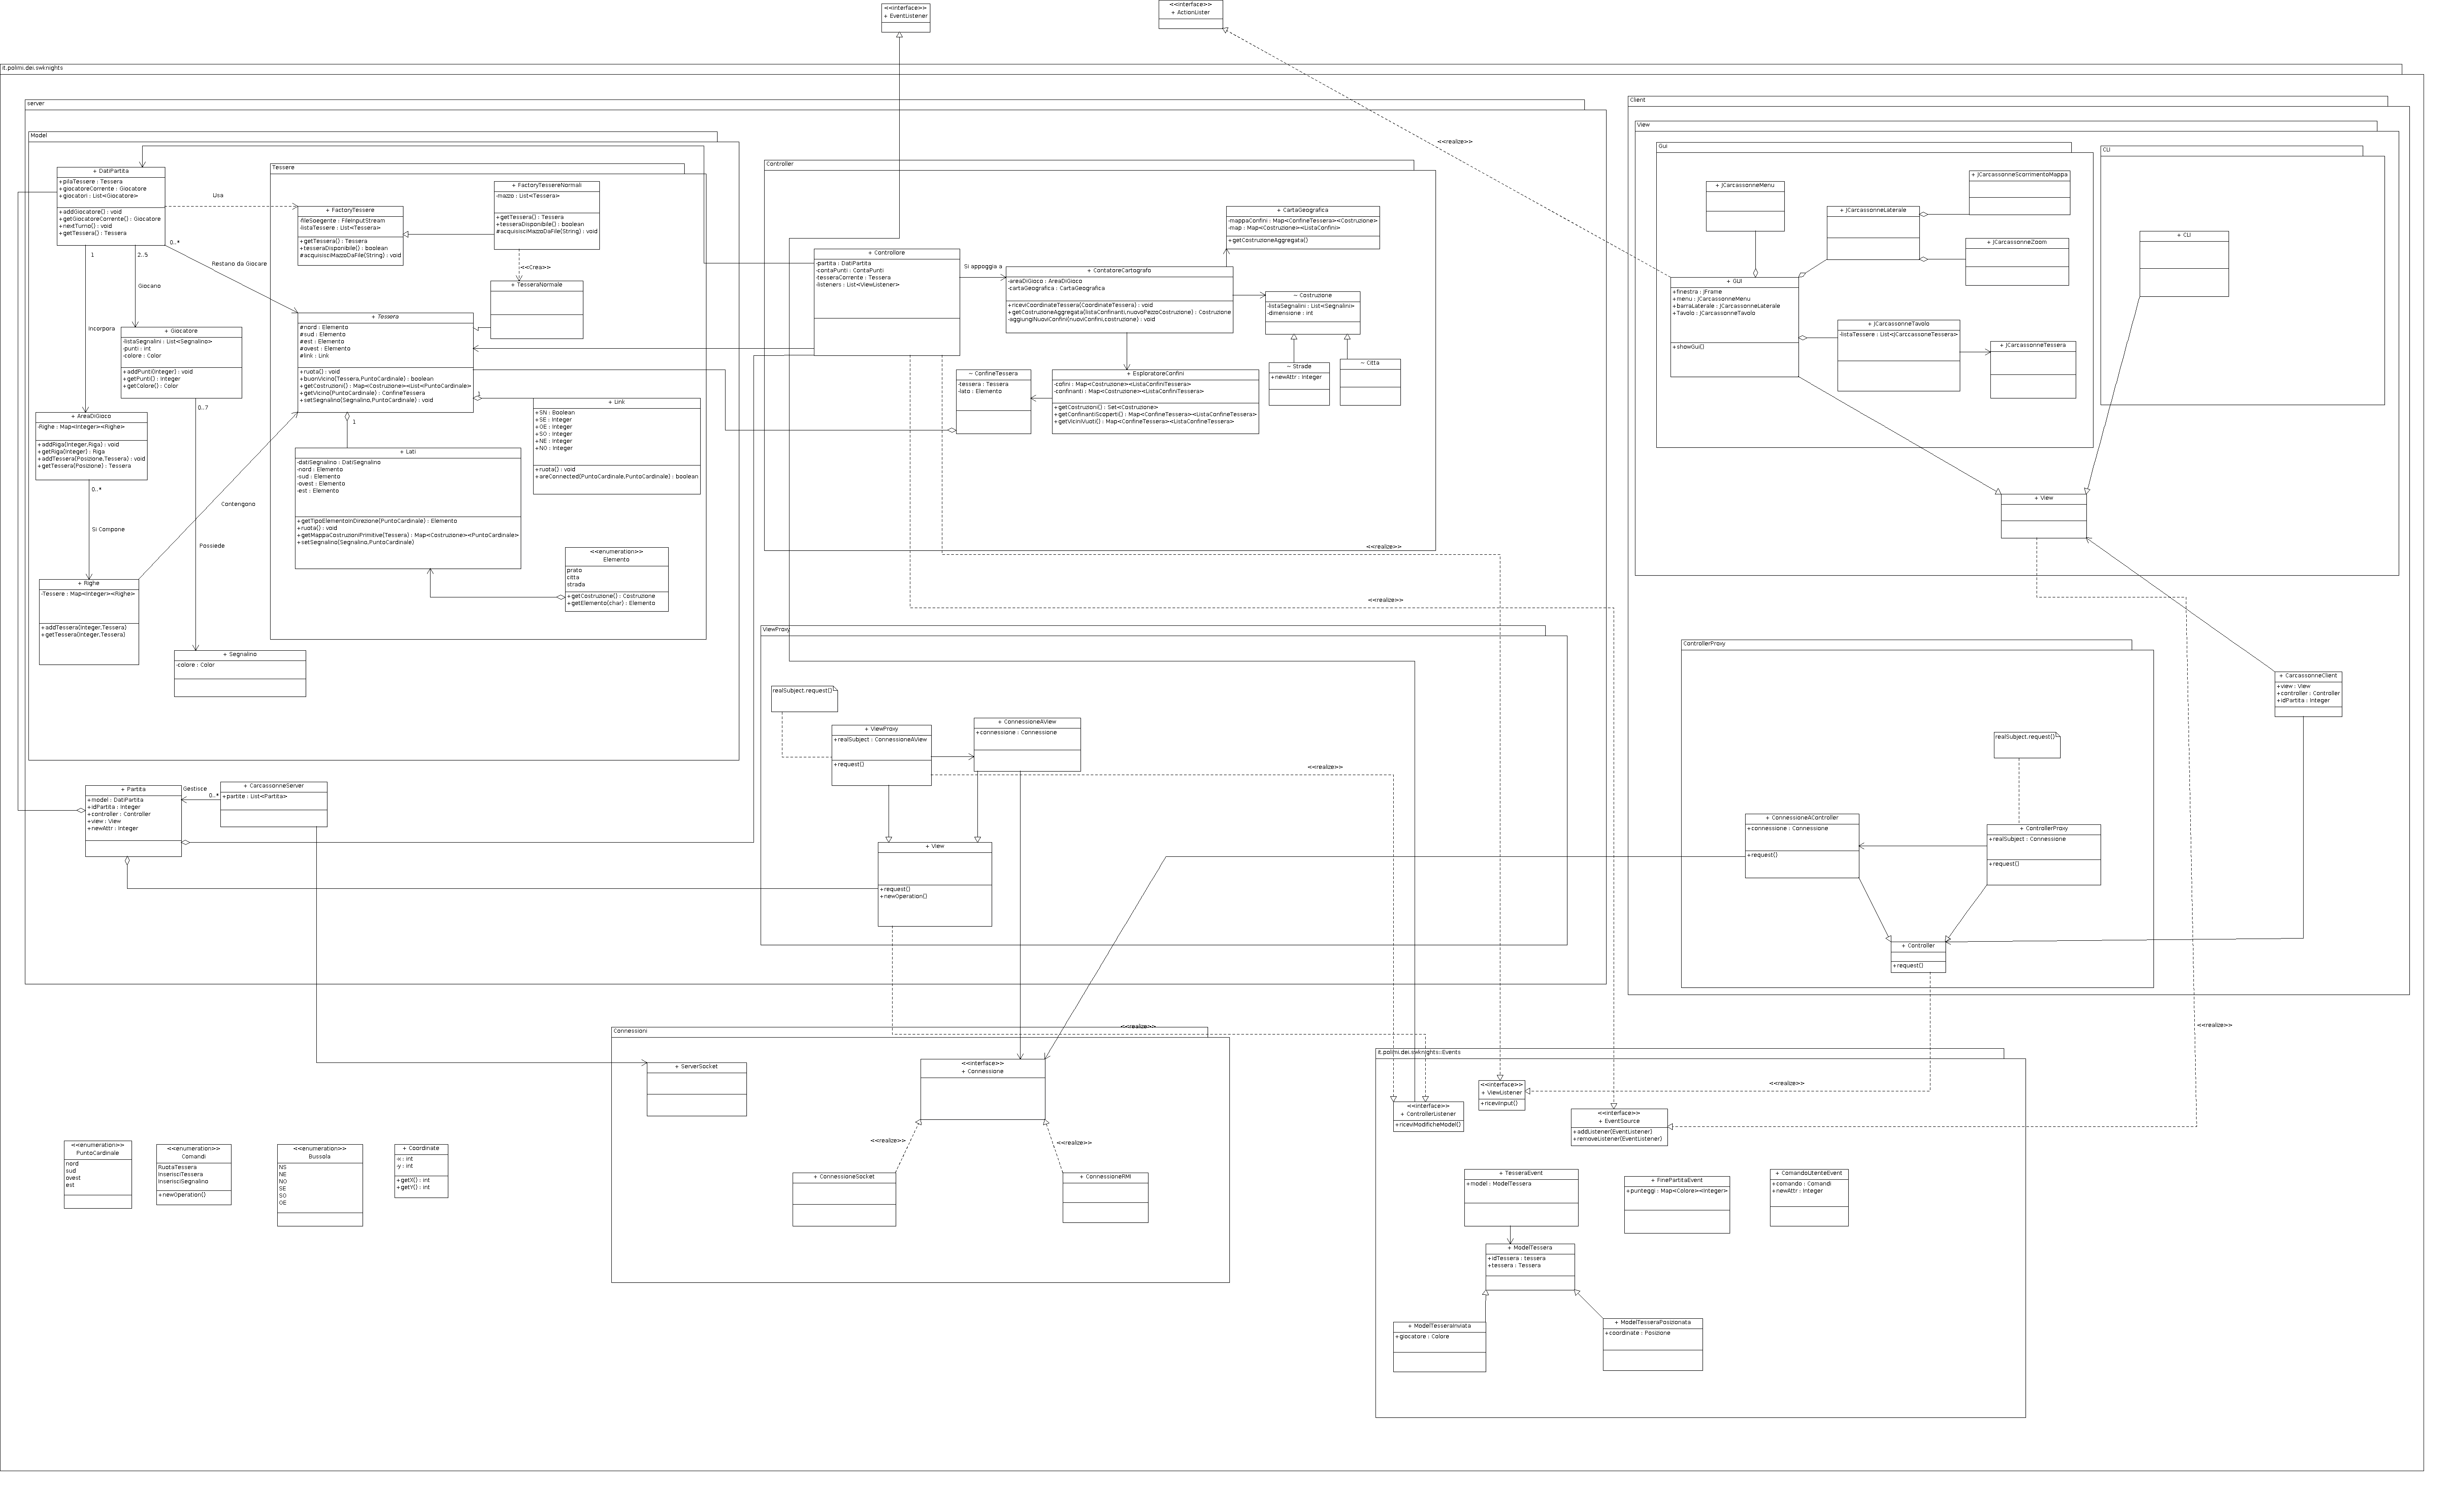 <<interface>>
+ EventListener
<<interface>>
+ ActionLister
it.polimi.dei.swknights
<<realize>>
server
Model
+ DatiPartita
+pilaTessere : Tessera
+giocatoreCorrente : Giocatore
+giocatori : List<Giocatore>
+addGiocatore() : void
+getGiocatoreCorrente() : Giocatore
+nextTurno() : void
+getTessera() : Tessera
Usa
0..*
1
2..5
Restano da Giocare
Giocano
Incorpora
+ Giocatore
-listaSegnalini : List<Segnalino>
-punti : int
-colore : Color
+addPunti(Integer) : void
+getPunti() : Integer
+getColore() : Color
0..7
+ AreaDiGioco
-Righe : Map<Integer><Righe>
+addRiga(Integer,Riga) : void
+getRiga(Integer) : Riga
+addTessera(Posizione,Tessera) : void
+getTessera(Posizione) : Tessera
0..*
Si Compone
Contengono
Possiede
+ Righe
-Tessere : Map<Integer><Righe>
+addTessera(Integer,Tessera)
+getTessera(Integer,Tessera)
+ Segnalino
-colore : Color
Tessere
+ FactoryTessere
-fileSoegente : FileInputStream
-listaTessere : List<Tessera>
+getTessera() : Tessera
+tesseraDisponibile() : boolean
#acquisisciMazzoDaFile(String) : void
+ FactoryTessereNormali
-mazzo : List<Tessera>
+getTessera() : Tessera
+tesseraDisponibile() : boolean
#acquisisciMazzoDaFile(String) : void
<<Crea>>
+ TesseraNormale
+ Tessera
#nord : Elemento
#sud : Elemento
#est : Elemento
#ovest : Elemento
#link : Link
+ruota() : void
+buonVicino(Tessera,PuntoCardinale) : boolean
+getCostruzioni() : Map<Costruzione><List<PuntoCardinale>
+getVicino(PuntoCardinale) : ConfineTessera
+setSegnalino(Segnalino,PuntoCardinale) : void
1
1
+ Link
+SN : Boolean
+SE : Integer
+OE : Integer
+SO : Integer
+NE : Integer
+NO : Integer
+ruota() : void
+areConnected(PuntoCardinale,PuntoCardinale) : boolean
+ Lati
-datiSegnalino : DatiSegnalino
-nord : Elemento
-sud : Elemento
-ovest : Elemento
-est : Elemento
+getTipoElementoInDirezione(PuntoCardinale) : Elemento
+ruota() : void
+getMappaCostruzioniPrimitive(Tessera) : Map<Costruzione><PuntoCardinale>
+setSegnalino(Segnalino,PuntoCardinale)
<<enumeration>>
Elemento
prato
citta
strada
+getCostruzione() : Costruzione
+getElemento(char) : Elemento
Controller
+ Controllore
-partita : DatiPartita
-contaPunti : ContaPunti
-tesseraCorrente : Tessera
-listeners : List<ViewListener>
Si appoggia a
+ CartaGeografica
-mappaConfini : Map<ConfineTessera><Costruzione>
-map : Map<Costruzione><ListaConfini>
+getCostruzioneAggregata()
+ ContatoreCartografo
-areaDiGioco : AreaDiGioco
-cartaGeografica : CartaGeografica
+riceviCoordinateTessera(CoordinateTessera) : void
+getCostruzioneAggregata(listaConfinanti,nuovoPezzoCostruzione) : Costruzione
-aggiungiNuoviConfini(nuoviConfini,costruzione) : void
~ Costruzione
-listaSegnalini : List<Segnalini>
-dimensione : int
~ Strade
+newAttr : Integer
~ Citta
~ ConfineTessera
-tessera : Tessera
-lato : Elemento
+ EsploratoreConfini
-cofini : Map<Costruzione><ListaConfiniTessera>
-confinanti : Map<Costruzione><ListaConfiniTessera>
+getCostruzioni() : Set<Costruzione>
+getConfinantiScoperti() : Map<ConfineTessera><ListaConfineTessera>
+getViciniVuoti() : Map<ConfineTessera><ListaConfineTessera>
<<realize>>
<<realize>>
ViewProxy
realSubject.request()
+ ViewProxy
+realSubject : ConnessioneAView
+request()
+ ConnessioneAView
+connessione : Connessione
<<realize>>
+ View
+request()
+newOperation()
+ Partita
+model : DatiPartita
+idPartita : Integer
+controller : Controller
+view : View
+newAttr : Integer
Gestisce
0..*
+ CarcassonneServer
+partite : List<Partita>
Client
View
Gui
+ JCarcassonneMenu
+ JCarcassonneLaterale
+ JCarcassonneScorrimentoMappa
+ JCarcassonneZoom
+ GUI
+finestra : JFrame
+menu : JCarcassonneMenu
+barraLaterale : JCarcassonneLaterale
+Tavolo : JCarcassonneTavolo
+showGui()
+ JCarcassonneTavolo
-listaTessere : List<JCarccassoneTessera>
+ JCarcassonneTessera
CLI
+ CLI
+ View
ControllerProxy
+ CarcassonneClient
+view : View
+controller : Controller
+idPartita : Integer
realSubject.request()
+ ConnessioneAController
+connessione : Connessione
+request()
+ ControllerProxy
+realSubject : Connessione
+request()
+ Controller
+request()
<<realize>>
Connessioni
<<realize>>
+ ServerSocket
<<interface>>
+ Connessione
<<realize>>
<<realize>>
+ ConnessioneSocket
+ ConnessioneRMI
it.polimi.dei.swknights::Events
<<interface>>
+ ViewListener
+riceviInput()
<<realize>>
<<interface>>
+ ControllerListener
+riceviModificheModel()
<<interface>>
+ EventSource
+addListener(EventListener)
+removeListener(EventListener)
+ TesseraEvent
+model : ModelTessera
+ FinePartitaEvent
+punteggi : Map<Colore><Integer>
+ ComandoUtenteEvent
+comando : Comandi
+newAttr : Integer
+ ModelTessera
+idTessera : tessera
+tessera : Tessera
+ ModelTesseraInviata
+giocatore : Colore
+ ModelTesseraPosizionata
+coordinate : Posizione
<<enumeration>>
PuntoCardinale
nord
sud
ovest
est
<<enumeration>>
Comandi
RuotaTessera
InserisciTessera
InserisciSegnalino
+newOperation()
<<enumeration>>
Bussola
NS
NE
NO
SE
SO
OE
+ Coordinate
-x : int
-y : int
+getX() : int
+getY() : int